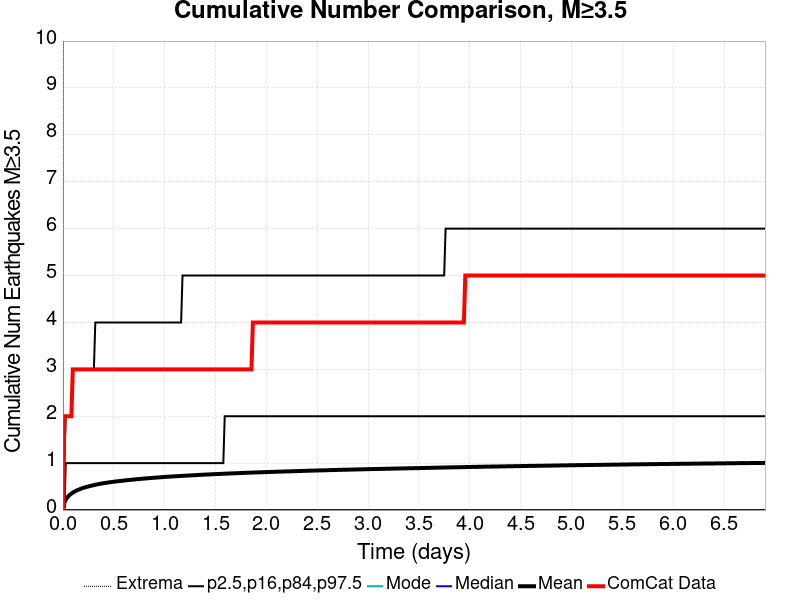 Cumulative Number Comparison, M≥3.5
Cumulative Num Earthquakes M≥3.5
10
9
8
7
6
5
4
3
2
1
0
0.0 0.5 1.0 1.5 2.0 2.5 3.0 3.5 4.0 4.5 5.0 5.5 6.0 6.5
Time (days)
Extrema p2.5,p16,p84,p97.5 Mode Median Mean ComCat Data